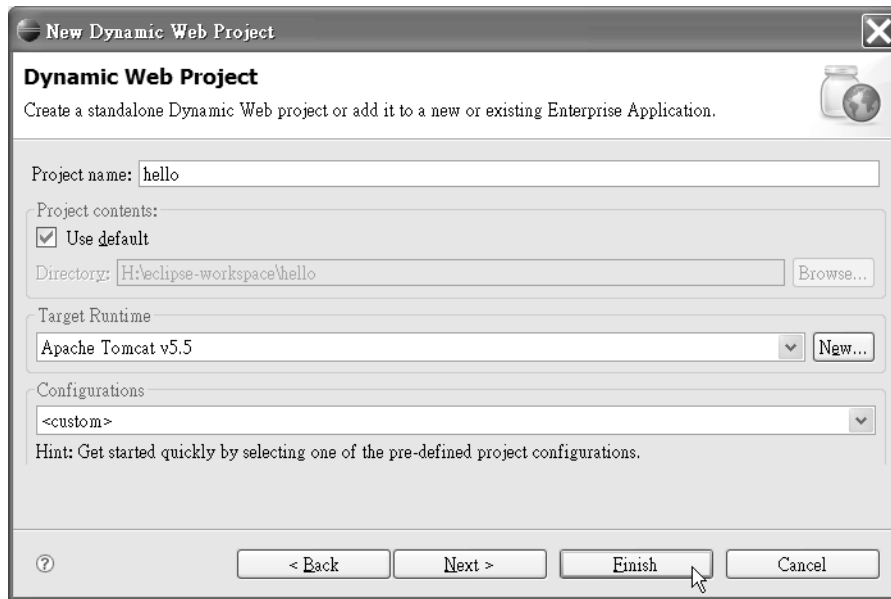 New Dynamic Web Project
Dynamic Web Project
Create a standalone Dynamic Web project or add it to a new or existing Enterprise Application.
Project name: hello
Project contents:
Use default
Directory: H:\eclipse-workspace\hello Browse...
Target Runtime
Apache Tomcat v5.5 New...
Configurations
<custom>
Hint: Get started quickly by selecting one of the pre-defined project configurations.
? < Back Next > Finish Cancel